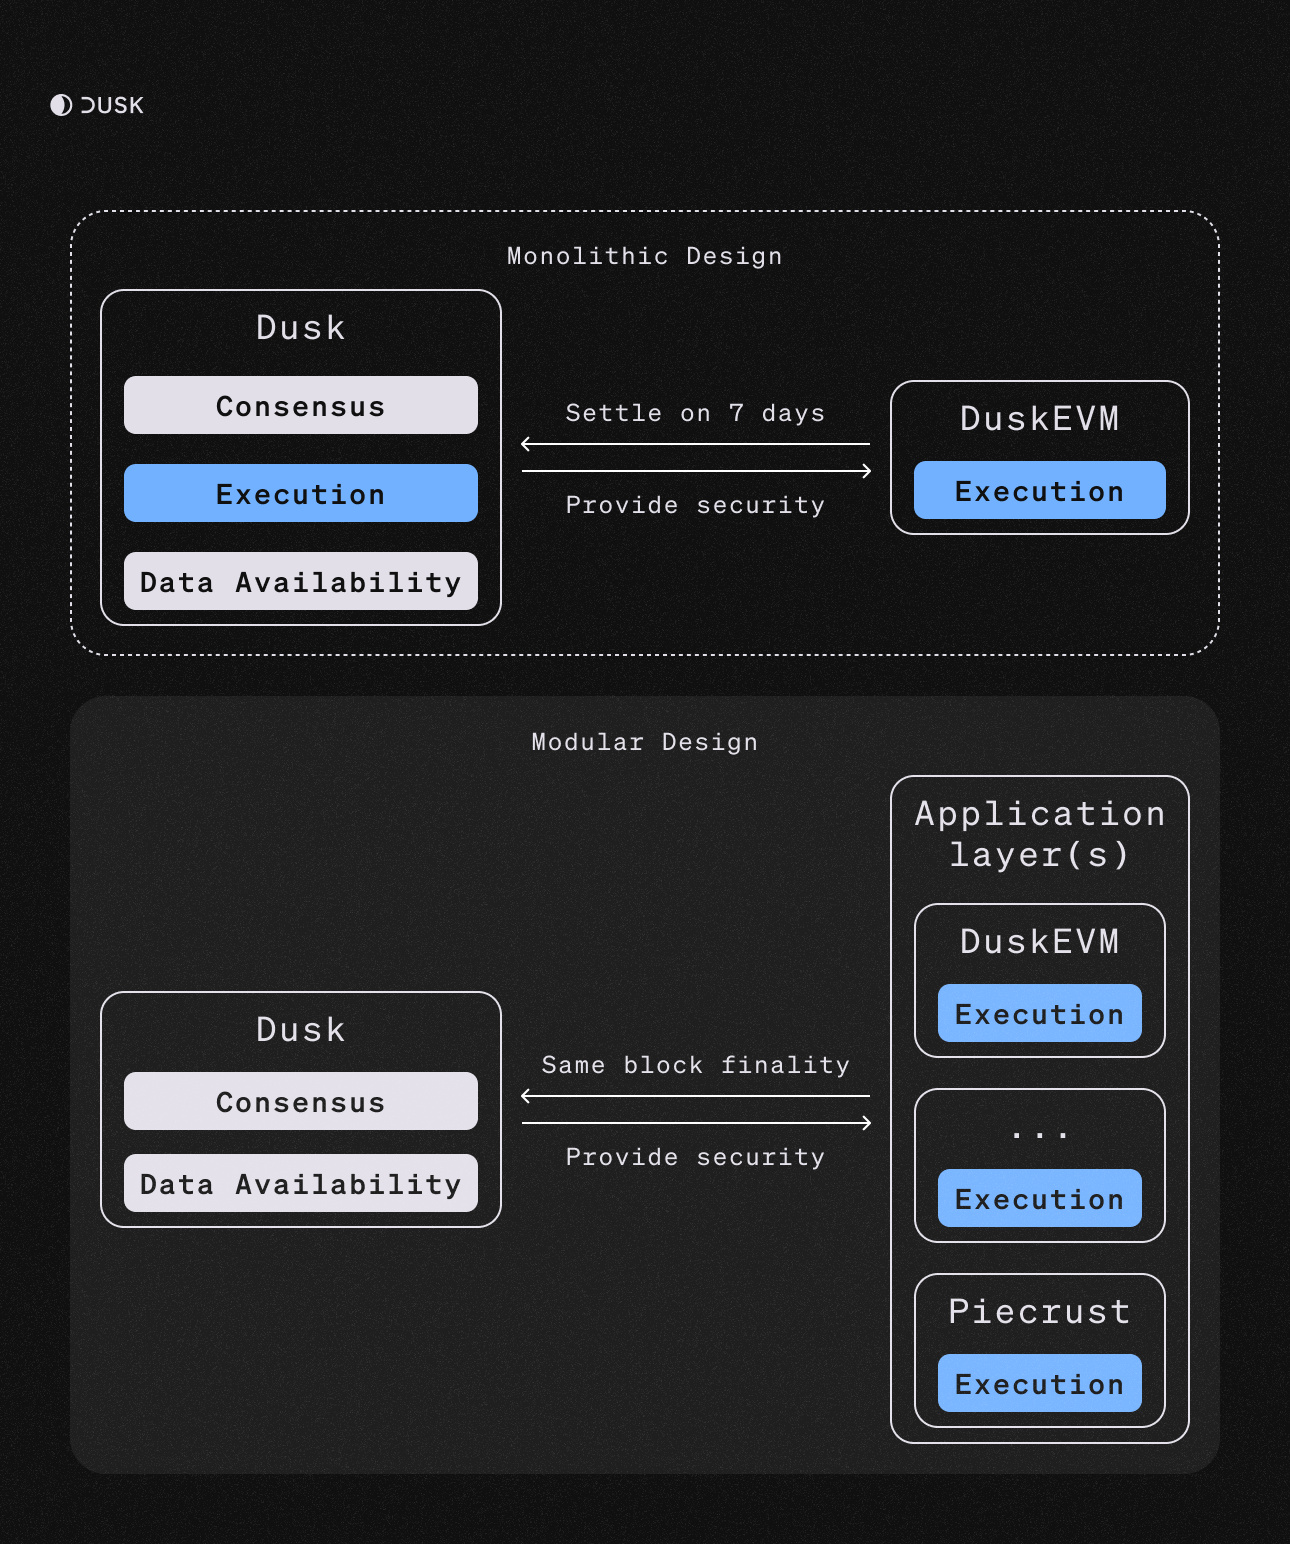 DUSK
Monolithic Design
Dusk
Consensus
Execution
Data Availability
Settle on 7 days
Provide security
DuskEVM
Execution
Modular Design
Dusk
Consensus
Data Availability
Same block finality
Provide security
Application
layer(s)
DuskEVM
Execution
...
Execution
Piecrust
Execution